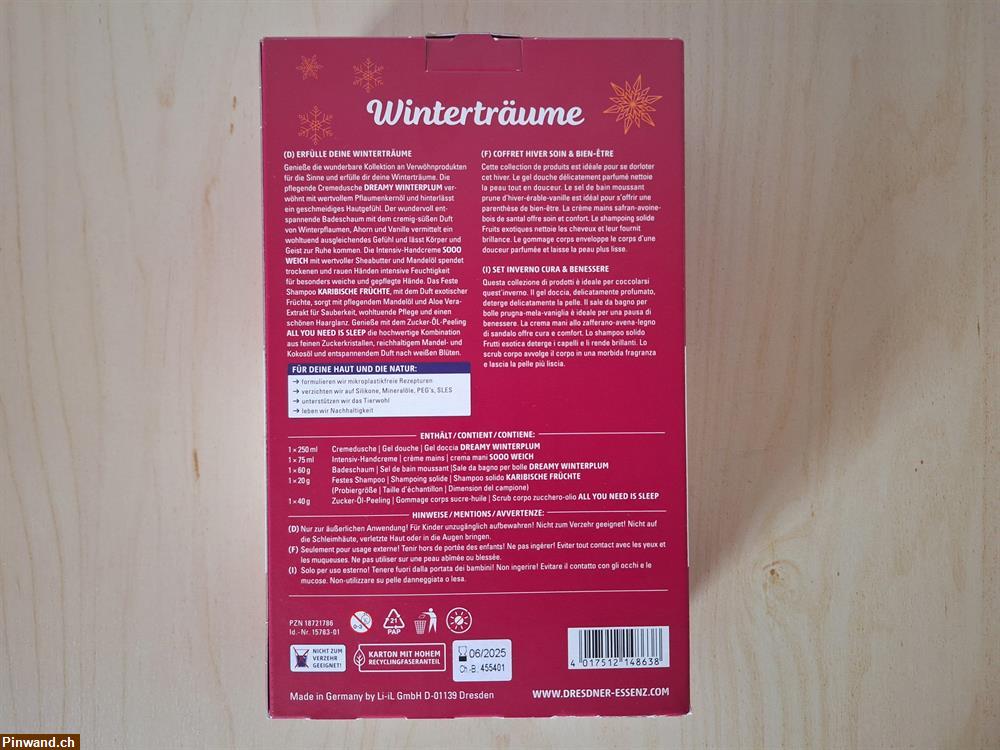 Winterträume
(D) ERFÜLLE DEINE WINTERTRÄUME
Genieße die wunderbare Kollektion an Verwöhnprodukten
für die Sinne und erfülle dir deine Winterträume. Die
pflegende Cremedusche DREAMY WINTERPLUM ver-
wöhnt mit wertvollem Pflaumenkernöl und hinterlässt
ein geschmeidiges Hautgefühl. Der wundervoll ent-
spannende Badeschaum mit dem cremig-süßen Duft
von Winterpflaumen, Ahorn und Vanille vermittelt ein
wohltuend ausgleichendes Gefühl und lässt Körper und
Geist zur Ruhe kommen. Die Intensiv-Handcreme SOOO
WEICH mit wertvoller Sheabutter und Mandelöl spendet
trockenen und rauen Händen intensive Feuchtigkeit
für besonders weiche und gepflegte Hände. Das Feste
Shampoo KARIBISCHE FRÜCHTE, mit dem Duft exotischer
Früchte, sorgt mit pflegendem Mandelöl und Aloe Vera-
Extrakt für Sauberkeit, wohltuende Pflege und einen
schönen Haarglanz. Genieße mit dem Zucker-Öl-Peeling
ALL YOU NEED IS SLEEP die hochwertige Kombination
aus feinen Zuckerkristallen, reichhaltigem Mandel- und
Kokosöl und entspannendem Duft nach weißen Blüten.
FÜR DEINE HAUT UND DIE NATUR:
→ formulieren wir mikroplastikfreie Rezepturen
→ verzichten wir auf Silikone, Mineralöle, PEG's, SLES
→ unterstützen wir das Tierwohl
→ leben wir Nachhaltigkeit
(F) COFFRET HIVER SOIN & BIEN-ÊTRE
Cette collection de produits est idéale pour se dorloter
cet hiver. Le gel douche délicatement parfumé nettoie
la peau tout en douceur. Le sel de bain moussant
prune d'hiver-érable-vanille est idéal pour s'offrir une
parenthèse de bien-être. La crème mains safran-avoine-
bois de santal offre soin et confort. Le shampoing solide
Fruits exotiques nettoie les cheveux et leur fournit
brillance. Le gommage corps enveloppe le corps d'une
douceur parfumée et laisse la peau plus lisse.
(I) SET INVERNO CURA & BENESSERE
Questa collezione di prodotti è ideale per coccolarsi
quest'inverno. Il gel doccia, delicatamente profumato,
deterge delicatamente la pelle. Il sale da bagno per
bolle prugna-mela-vaniglia è ideale per una pausa di
benessere. La crema mani allo zafferano-avena-legno
di sandalo offre cura e comfort. Lo shampoo solido
Frutti esotica deterge i capelli e li rende brillanti. Lo
scrub corpo avvolge il corpo in una morbida fragranza
e lascia la pelle più liscia.
ENTHÄLT/CONTIENT/CONTIENE:
1 × 250 ml Cremedusche | Gel douche | Gel doccia DREAMY WINTERPLUM
1 × 75 ml Intensiv-Handcreme | crème mains | crema mani SOOO WEICH
1 × 60 g Badeschaum | Sel de bain moussant |Sale da bagno per bolle DREAMY WINTERPLUM
1 × 20 g Festes Shampoo | Shampoing solide | Shampoo solido KARIBISCHE FRÜCHTE
(Probiergröße | Taille d'échantillon | Dimension del campione)
1 × 40 g Zucker-Öl-Peeling | Gommage corps sucre-huile | Scrub corpo zucchero-olio ALL YOU NEED IS SLEEP
HINWEISE/MENTIONS/AVVERTENZE:
(D) Nur zur äußerlichen Anwendung! Für Kinder unzugänglich aufbewahren! Nicht zum Verzehr geeignet! Nicht auf
die Schleimhäute, verletzte Haut oder in die Augen bringen.
(F) Seulement pour usage externe! Tenir hors de portée des enfants! Ne pas ingérer! Eviter tout contact avec les yeux et
les muqueuses. Ne pas utiliser sur une peau abîmée ou blessée.
(I) Solo per uso esterno! Tenere fuori dalla portata dei bambini! Non ingerire! Evitare il contatto con gli occhi e le
mucose. Non-utilizzare su pelle danneggiata o lesa.
PZN 18721786
Id.-Nr. 15783-01
0-3
21
PAP
NICHT ZUM
VERZEHR
GEEIGNET!
KARTON MIT HOHEM
RECYCLINGFASERANTEIL
06/2025
Ch.-B.: 455401
4 017512 148638
Made in Germany by Li-iL GmbH D-01139 Dresden
WWW.DRESDNER-ESSENZ.COM
Pinwand.ch